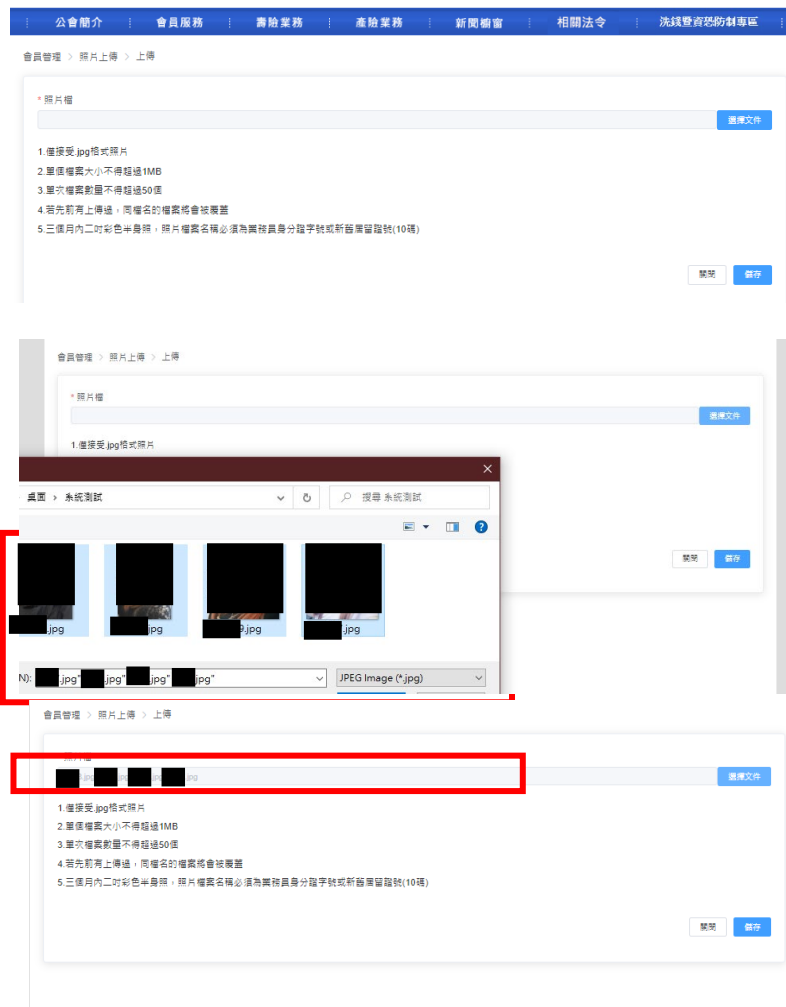 公會簡介 會員服務 壽險業務 產險業務 新聞櫥窗 相關法令 洗錢暨資恐防制專區
會員管理 > 照片上傳 > 上傳
* 照片檔
選擇文件
1.僅接受.jpg格式照片
2.單個檔案大小不得超過1MB
3.單次檔案數量不得超過50個
4.若先前有上傳過，同檔名的檔案將會被覆蓋
5.三個月內二吋彩色半身照，照片檔案名稱必須為業務員身分證字號或新舊居留證號(10碼)
關閉 儲存
會員管理 > 照片上傳 > 上傳
* 照片檔
選擇文件
1.僅接受.jpg格式照片
桌面 > 系統測試 搜尋 系統測試
.jpg jpg 9.jpg .jpg
關閉 儲存
N): .jpg" .jpg" jpg" jpg" JPEG Image (*.jpg)
會員管理 > 照片上傳 > 上傳
照片檔
.jpg jpg jpg jpg 選擇文件
1.僅接受.jpg格式照片
2.單個檔案大小不得超過1MB
3.單次檔案數量不得超過50個
4.若先前有上傳過，同檔名的檔案將會被覆蓋
5.三個月內二吋彩色半身照，照片檔案名稱必須為業務員身分證字號或新舊居留證號(10碼)
關閉 儲存